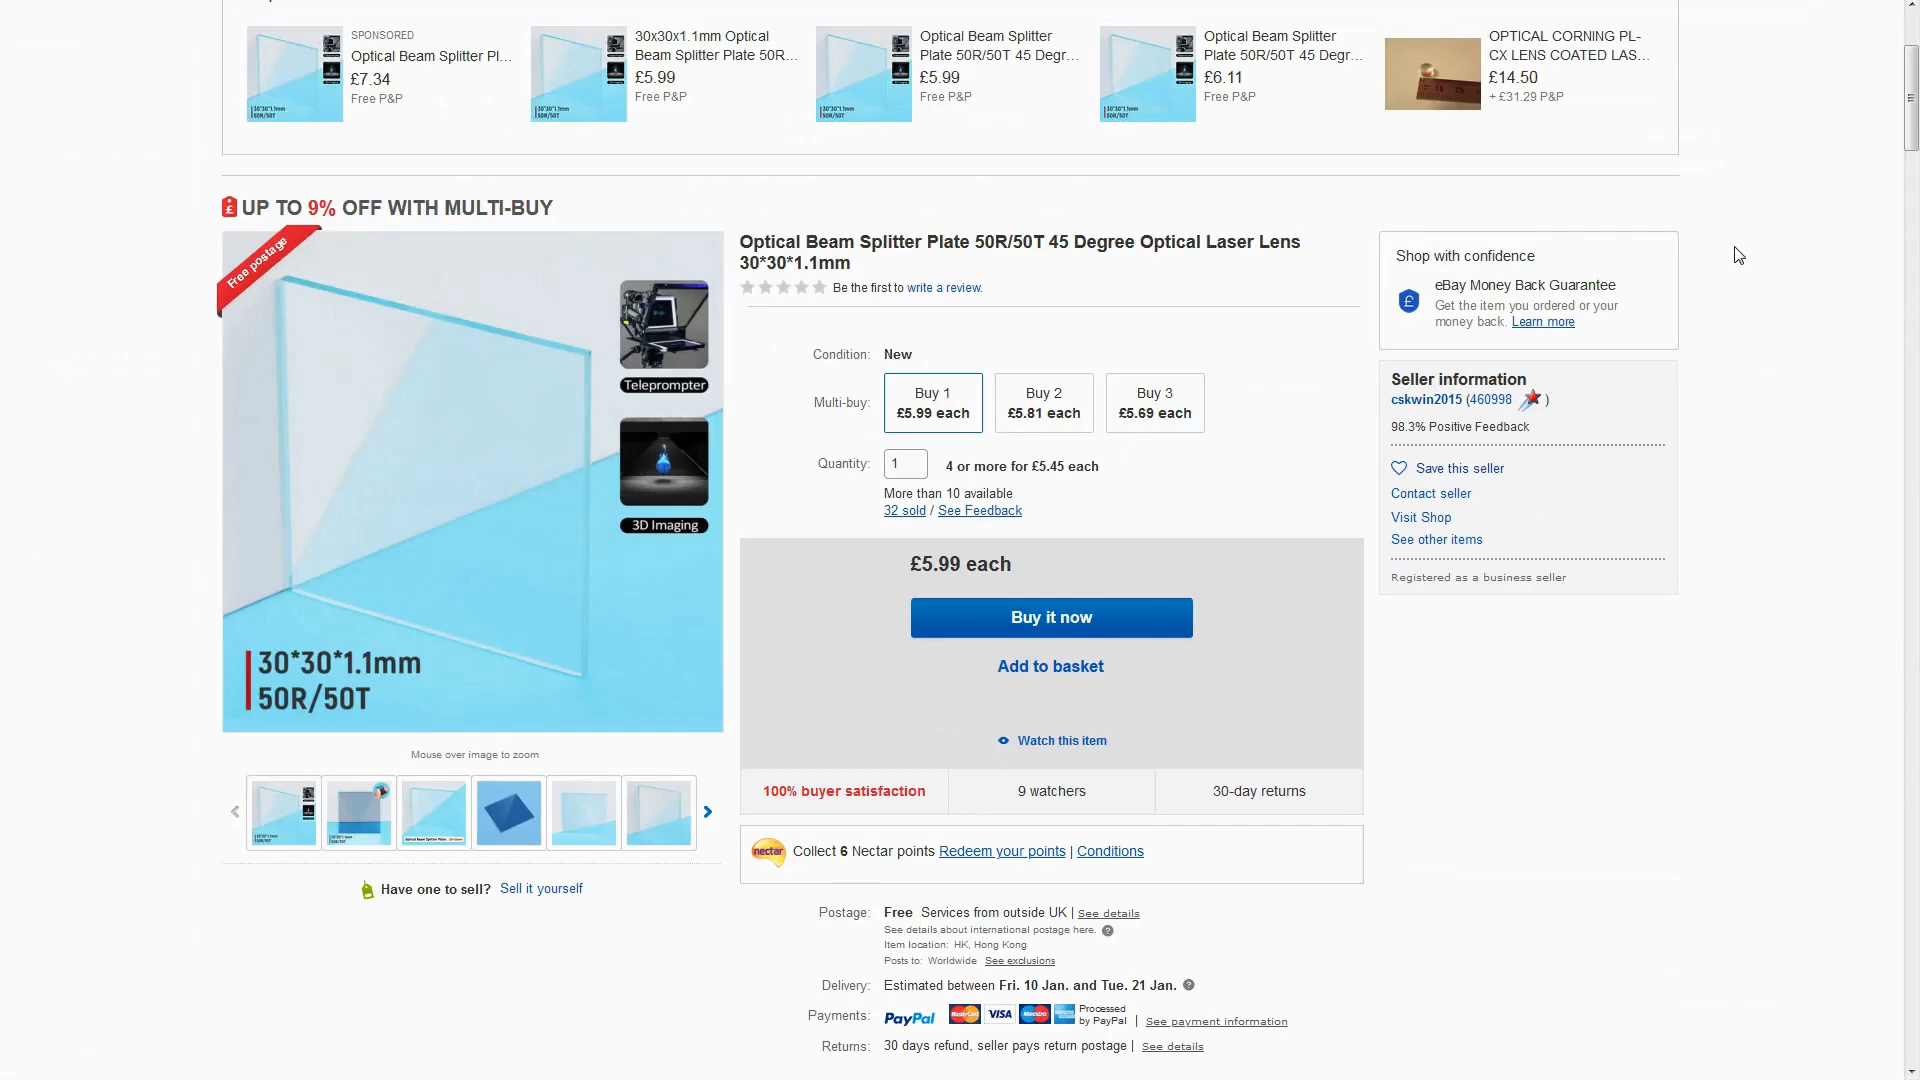 SPONSORED
Optical Beam Splitter Pl...
£7.34
Free P&P
30x30x1.1mm Optical
Beam Splitter Plate 50R...
£5.99
Free P&P
Optical Beam Splitter
Plate 50R/50T 45 Degr...
£5.99
Free P&P
Optical Beam Splitter
Plate 50R/50T 45 Degr...
£6.11
Free P&P
OPTICAL CORNING PL-
CX LENS COATED LAS...
£14.50
+ £31.29 P&P
UP TO 9% OFF WITH MULTI-BUY
Free postage
Teleprompter
3D Imaging
30*30*1.1mm
50R/50T
Mouse over image to zoom
Have one to sell? Sell it yourself
Optical Beam Splitter Plate 50R/50T 45 Degree Optical Laser Lens
30*30*1.1mm
Be the first to write a review.
Condition: New
Multi-buy:
Buy 1
£5.99 each
Buy 2
£5.81 each
Buy 3
£5.69 each
Quantity: 1 4 or more for £5.45 each
More than 10 available
32 sold / See Feedback
£5.99 each
Buy it now
Add to basket
Watch this item
100% buyer satisfaction
9 watchers
30-day returns
nectar Collect 6 Nectar points Redeem your points | Conditions
Postage: Free Services from outside UK | See details
See details about international postage here.
Item location: HK, Hong Kong
Posts to: Worldwide See exclusions
Delivery: Estimated between Fri. 10 Jan. and Tue. 21 Jan.
Payments: PayPal MasterCard VISA Maestro Processed
by PayPal | See payment information
Returns: 30 days refund, seller pays return postage | See details
Shop with confidence
eBay Money Back Guarantee
Get the item you ordered or your
money back. Learn more
Seller information
cskwin2015 (460998 )
98.3% Positive Feedback
Save this seller
Contact seller
Visit Shop
See other items
Registered as a business seller